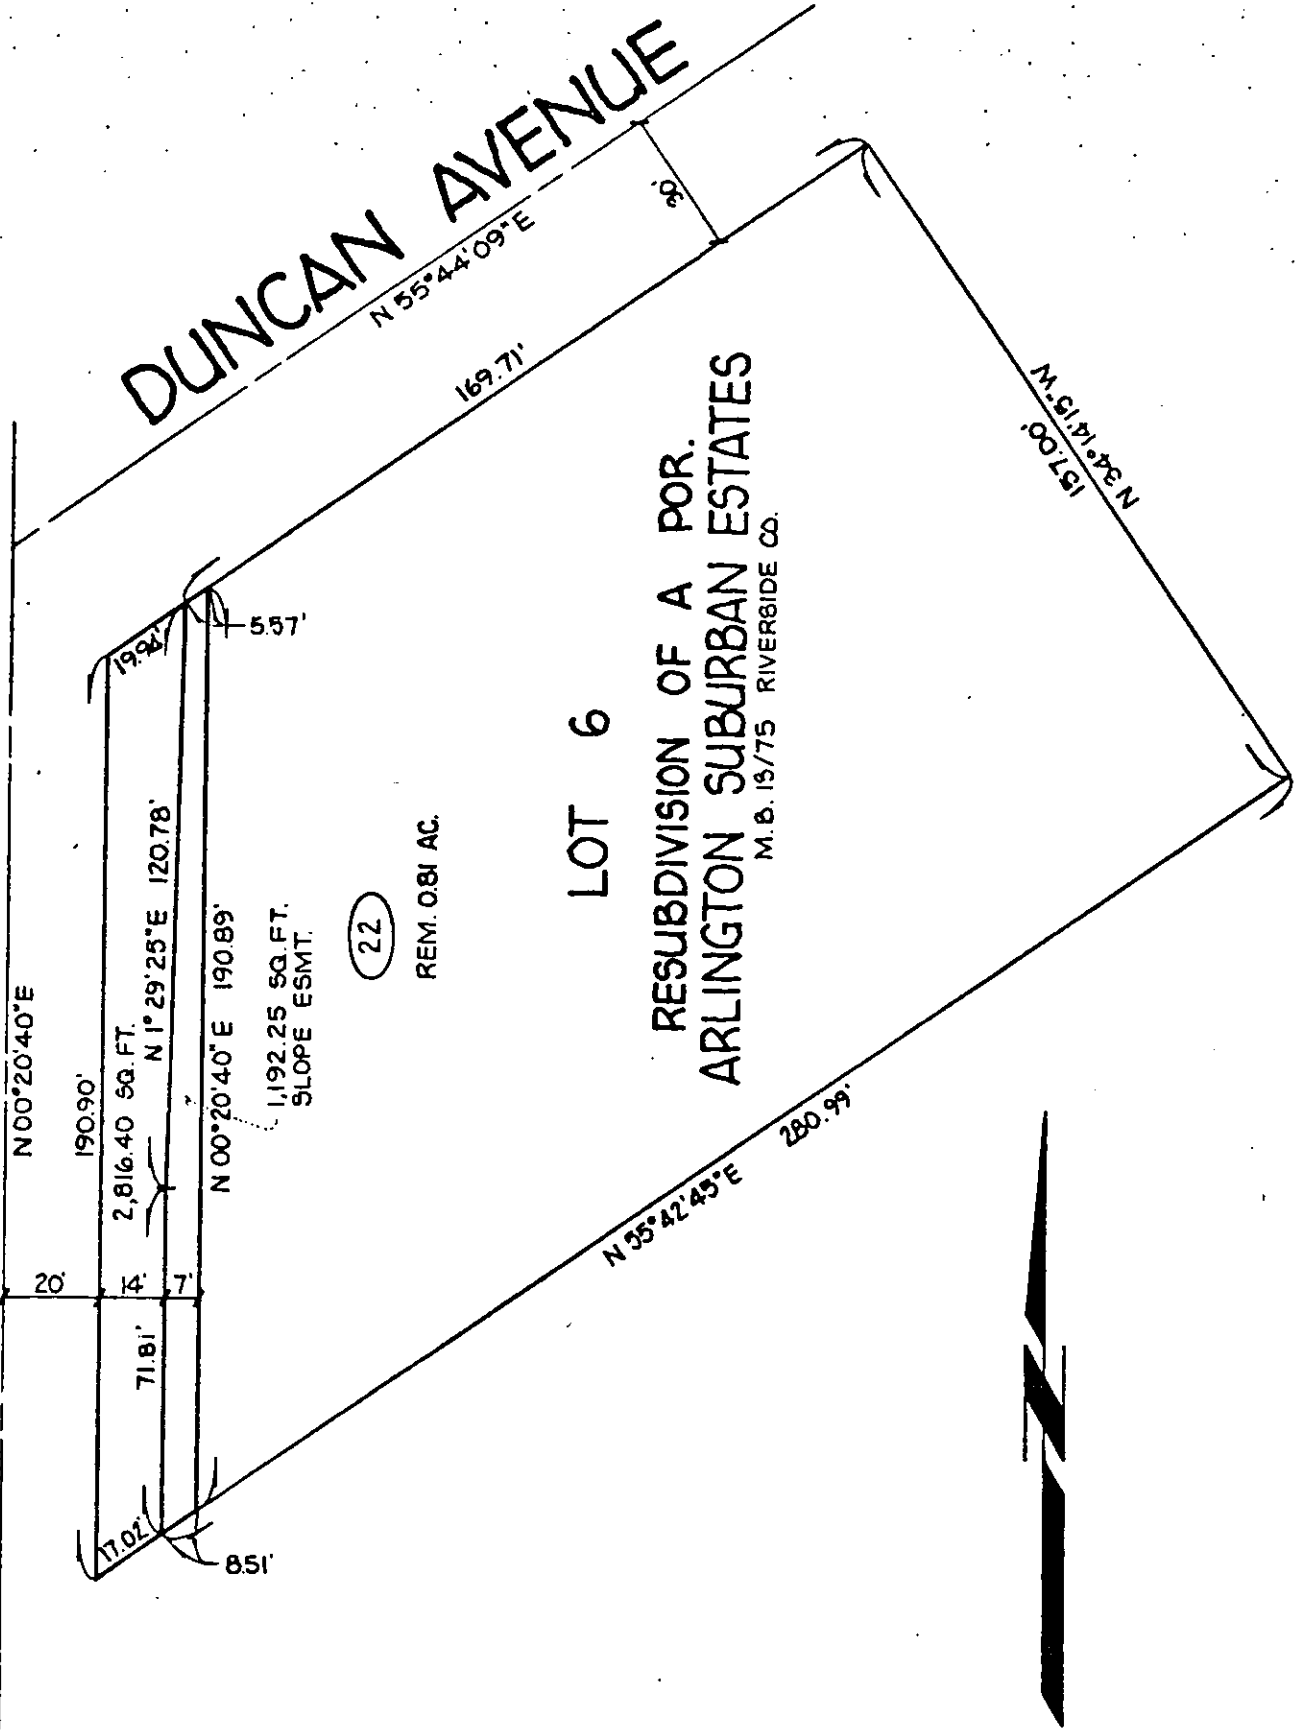 DUNCAN AVENUE
N 55°44'09"E
30'
169.71'
N00°20'40"E
190.90'
2,816.40 SQ. FT.
N 1°29'25"E 120.78'
19.94'
5.57'
N 00°20'40"E 190.89'
1,192.25 SQ. FT.
SLOPE ESMT.
20'
14'
7'
71.81'
17.02'
8.51'
22
REM. 0.81 AC.
LOT 6
RESUBDIVISION OF A POR.
ARLINGTON SUBURBAN ESTATES
M.B. 13/75 RIVERSIDE CO.
157.00'
N 34°14'15"W
N 55°42'45"E 280.99'
N